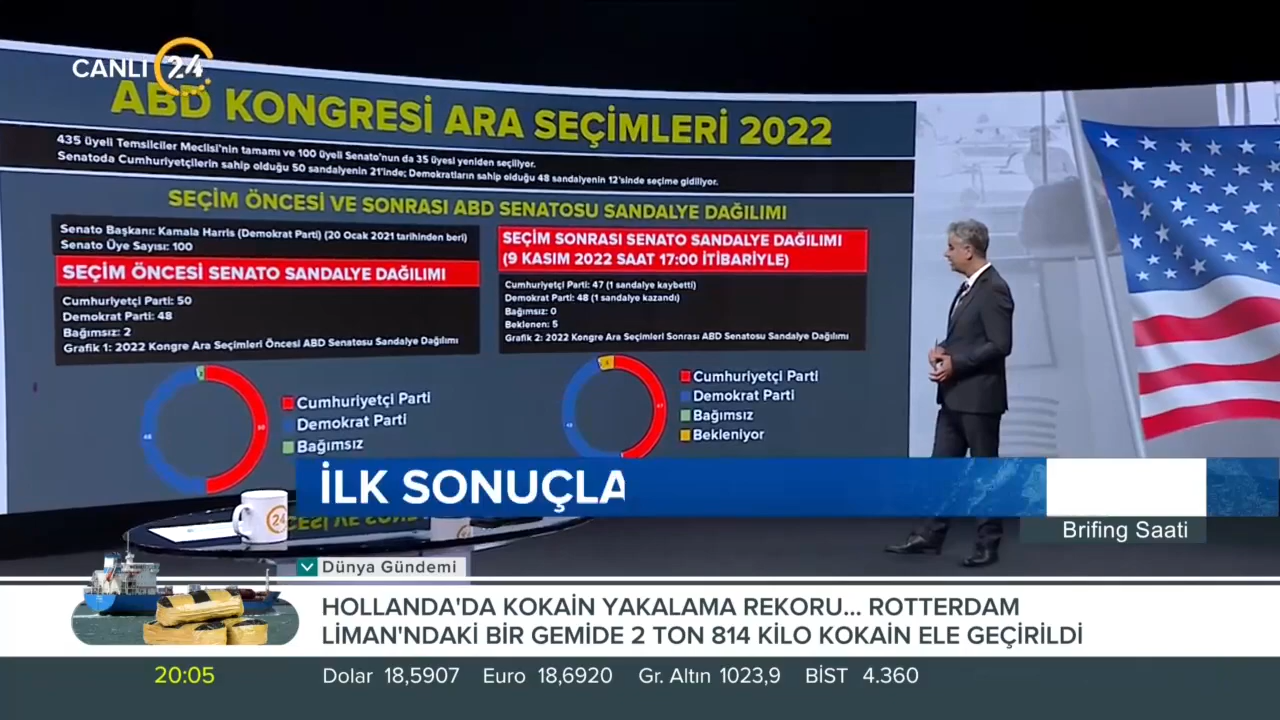 CANLI 24
ABD KONGRESİ ARA SEÇİMLERİ 2022
435 üyeli Temsilciler Meclisi'nin tamamı ve 100 üyeli Senato'nun da 35 üyesi yeniden seçiliyor.
Senatoda Cumhuriyetçilerin sahip olduğu 50 sandalyenin 21'inde; Demokratların sahip olduğu 48 sandalyenin 12'sinde seçime gidiliyor.
SEÇİM ÖNCESİ VE SONRASI ABD SENATOSU SANDALYE DAĞILIMI
Senato Başkanı: Kamala Harris (Demokrat Parti) (20 Ocak 2021 tarihinden beri)
Senato Üye Sayısı: 100
SEÇİM ÖNCESİ SENATO SANDALYE DAĞILIMI
Cumhuriyetçi Parti: 50
Demokrat Parti: 48
Bağımsız: 2
Grafik 1: 2022 Kongre Ara Seçimleri Öncesi ABD Senatosu Sandalye Dağılımı
48
50
Cumhuriyetçi Parti
Demokrat Parti
Bağımsız
SEÇİM SONRASI SENATO SANDALYE DAĞILIMI
(9 KASIM 2022 SAAT 17:00 İTİBARİYLE)
Cumhuriyetçi Parti: 47 (1 sandalye kaybetti)
Demokrat Parti: 48 (1 sandalye kazandı)
Bağımsız: 0
Beklenen: 5
Grafik 2: 2022 Kongre Ara Seçimleri Sonrası ABD Senatosu Sandalye Dağılımı
Cumhuriyetçi Parti
Demokrat Parti
Bağımsız
Bekleniyor
İLK SONUÇLA
24
Brifing Saati
Dünya Gündemi
HOLLANDA'DA KOKAİN YAKALAMA REKORU... ROTTERDAM
LİMAN'NDAKİ BİR GEMİDE 2 TON 814 KİLO KOKAİN ELE GEÇİRİLDİ
20:05 Dolar 18,5907 Euro 18,6920 Gr. Altın 1023,9 BİST 4.360